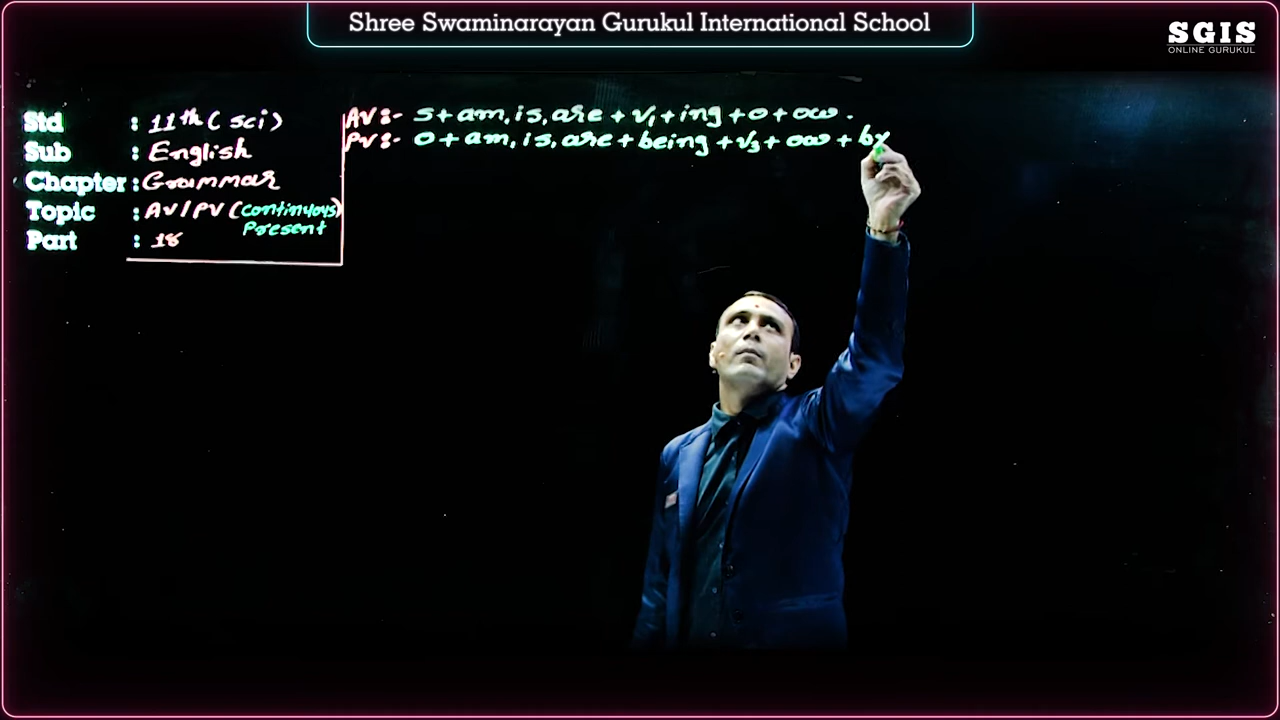 Shree Swaminarayan Gurukul International School
SGIS
ONLINE GURUKUL
Std : 11th (sci)
Sub : English
Chapter : Grammar
Topic : AV/PV (continuous)
Present
Part : 18
AV:- S+am, is, are + V1+ing+o+ow.
PV:- O+am, is, are+being+V3+ow+by